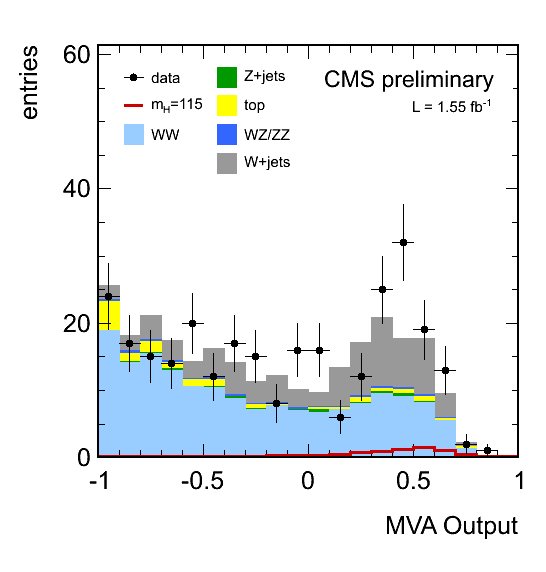 entries
60
40
20
0
data
m_H=115
WW
Z+jets
top
WZ/ZZ
W+jets
CMS preliminary
L = 1.55 fb⁻¹
-1 -0.5 0 0.5 1
MVA Output